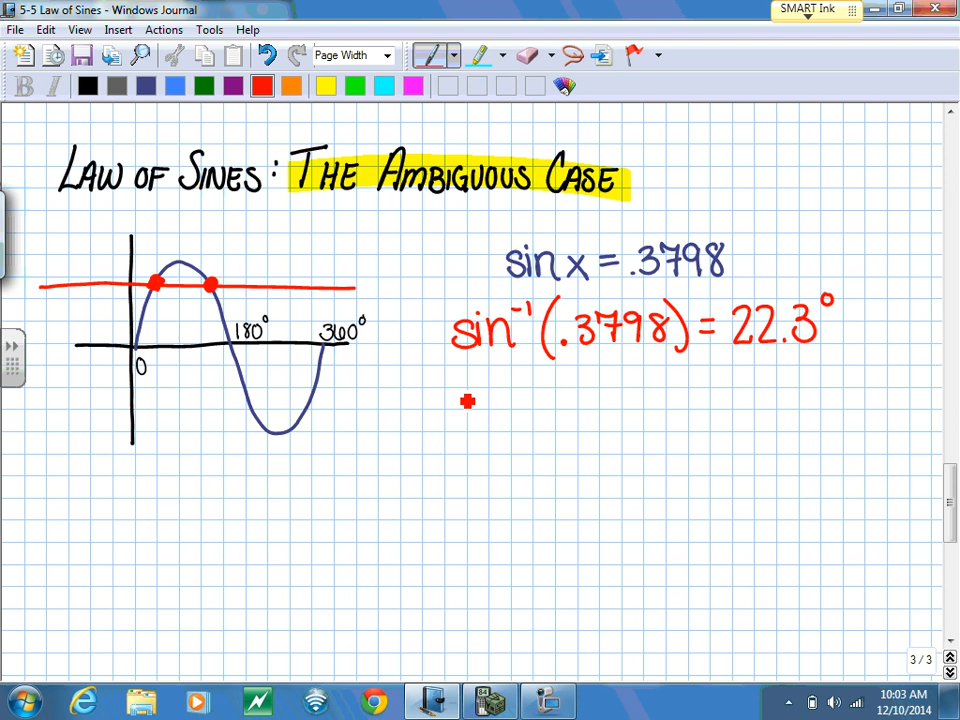 5-5 Law of Sines - Windows Journal
SMART Ink
File Edit View Insert Actions Tools Help
Page Width
B I
LAW OF SINES: THE AMBIGUOUS CASE
sin x = .3798
sin⁻¹(.3798) = 22.3°
180° 360°
0
3 / 3
84
10:03 AM
12/10/2014